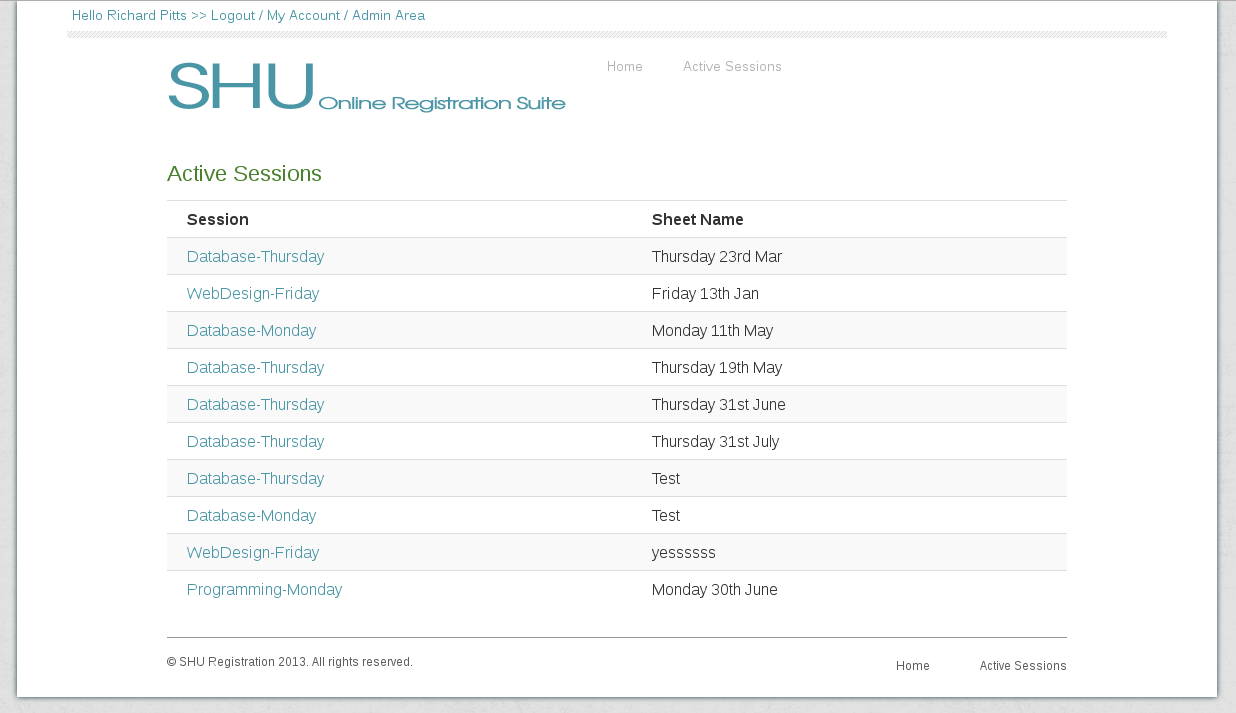 Hello Richard Pitts >> Logout / My Account / Admin Area
SHU Online Registration Suite
Home Active Sessions
Active Sessions
Session Sheet Name
Database-Thursday Thursday 23rd Mar
WebDesign-Friday Friday 13th Jan
Database-Monday Monday 11th May
Database-Thursday Thursday 19th May
Database-Thursday Thursday 31st June
Database-Thursday Thursday 31st July
Database-Thursday Test
Database-Monday Test
WebDesign-Friday yessssss
Programming-Monday Monday 30th June
© SHU Registration 2013. All rights reserved.
Home Active Sessions